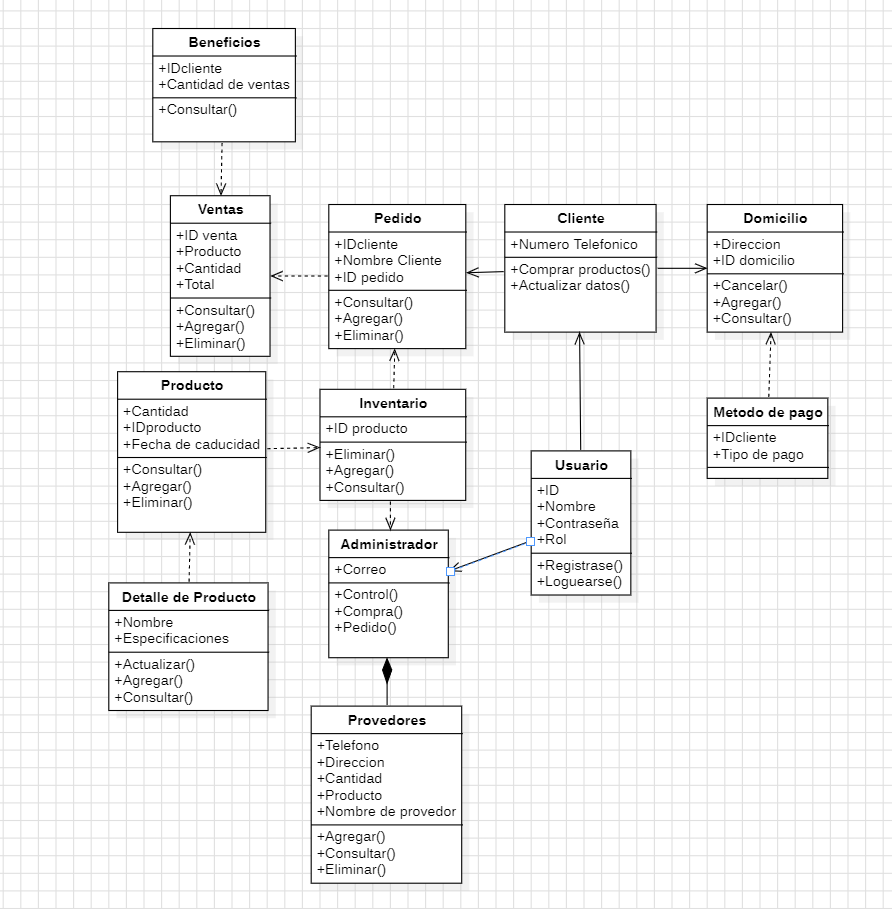 Beneficios
+IDcliente
+Cantidad de ventas
+Consultar()
Ventas
+ID venta
+Producto
+Cantidad
+Total
+Consultar()
+Agregar()
+Eliminar()
Pedido
+IDcliente
+Nombre Cliente
+ID pedido
+Consultar()
+Agregar()
+Eliminar()
Cliente
+Numero Telefonico
+Comprar productos()
+Actualizar datos()
Domicilio
+Direccion
+ID domicilio
+Cancelar()
+Agregar()
+Consultar()
Producto
+Cantidad
+IDproducto
+Fecha de caducidad
+Consultar()
+Agregar()
+Eliminar()
Inventario
+ID producto
+Eliminar()
+Agregar()
+Consultar()
Metodo de pago
+IDcliente
+Tipo de pago
Usuario
+ID
+Nombre
+Contraseña
+Rol
+Registrase()
+Loguearse()
Administrador
+Correo
+Control()
+Compra()
+Pedido()
Detalle de Producto
+Nombre
+Especificaciones
+Actualizar()
+Agregar()
+Consultar()
Provedores
+Telefono
+Direccion
+Cantidad
+Producto
+Nombre de provedor
+Agregar()
+Consultar()
+Eliminar()